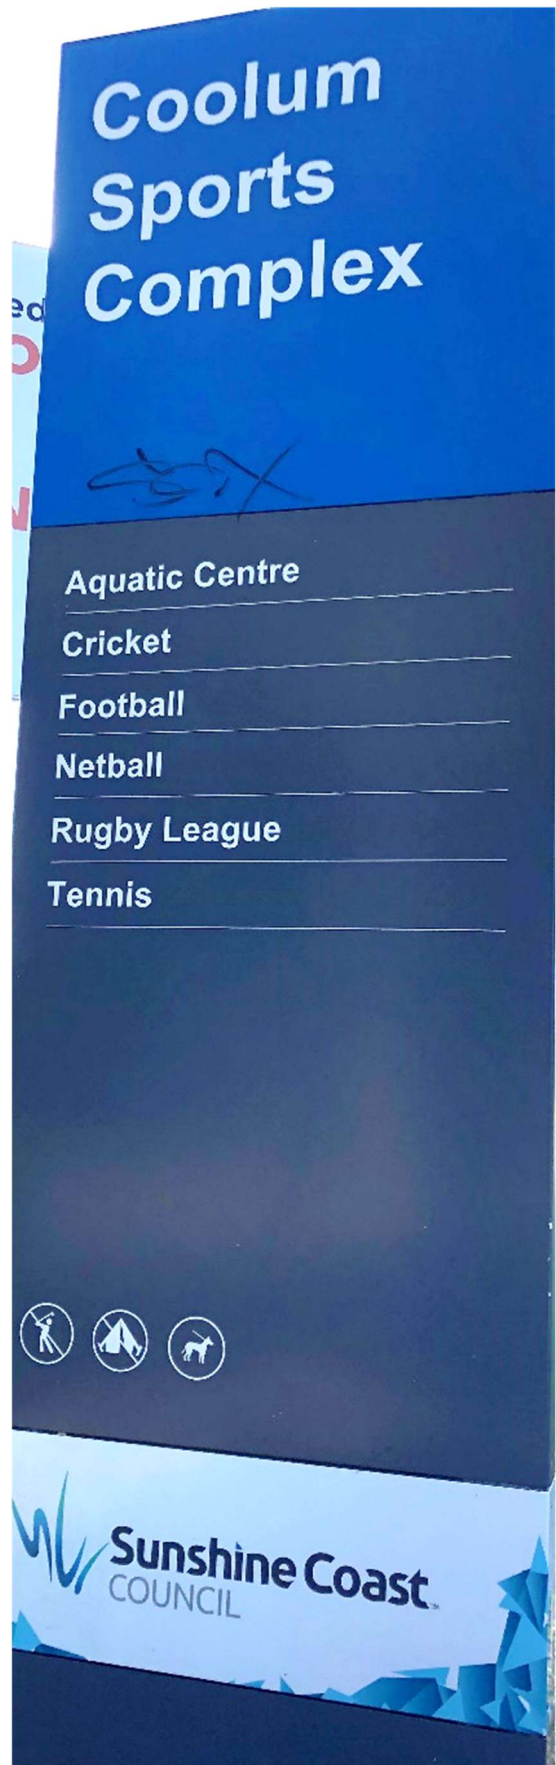 Coolum
Sports
Complex
Aquatic Centre
Cricket
Football
Netball
Rugby League
Tennis
Sunshine Coast
COUNCIL